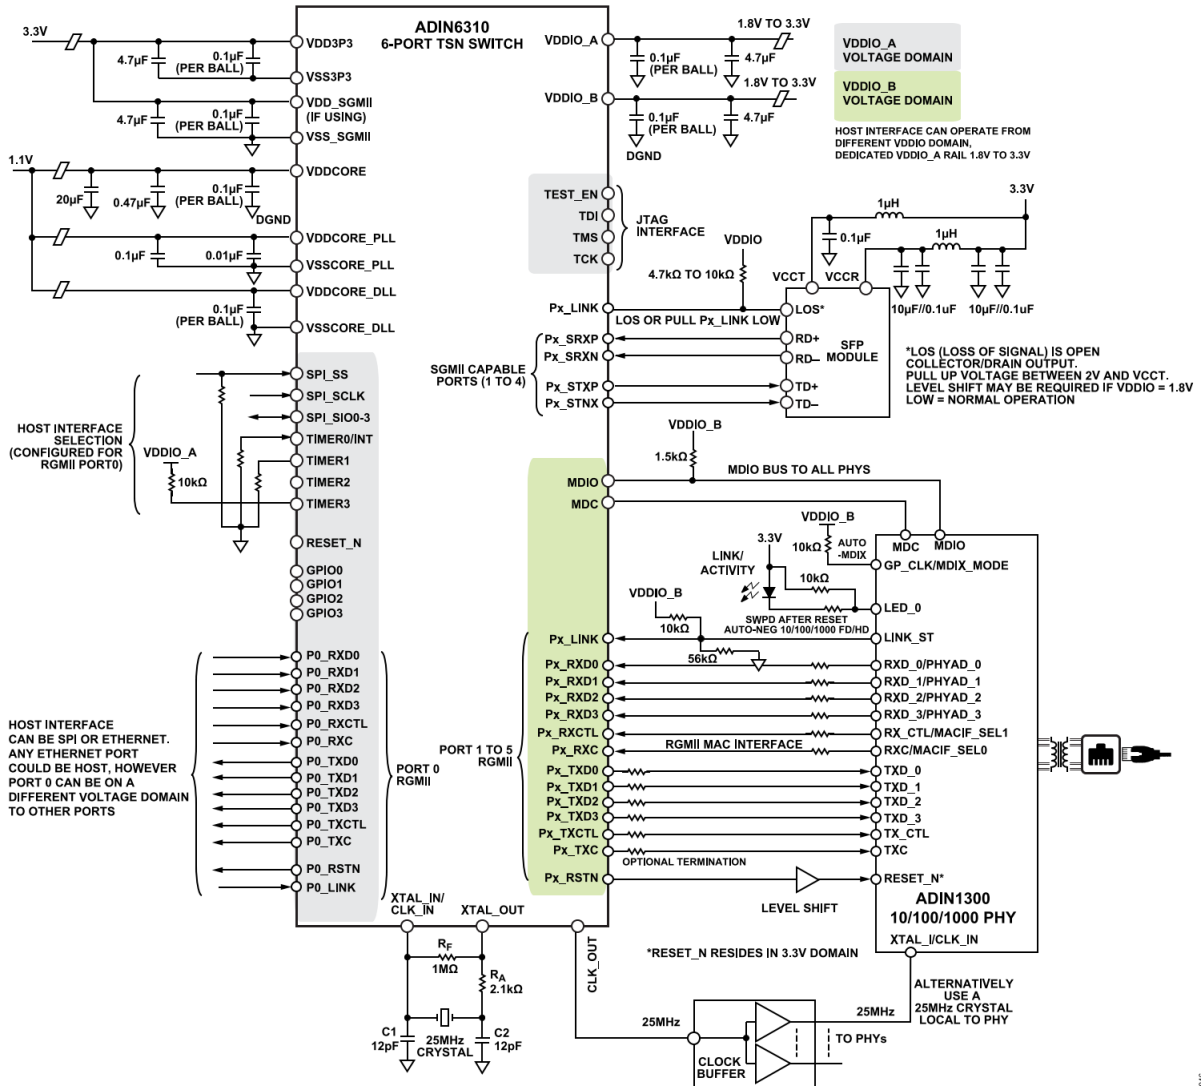 ADIN6310
6-PORT TSN SWITCH
3.3V
VDD3P3
4.7µF
0.1µF
(PER BALL)
VSS3P3
VDD_SGMII
(IF USING)
4.7µF
0.1µF
(PER BALL)
VSS_SGMII
1.1V
VDDCORE
20µF
0.47µF
0.1µF
(PER BALL)
DGND
VDDCORE_PLL
0.1µF
0.01µF
VSSCORE_PLL
VDDCORE_DLL
0.1µF
(PER BALL)
VSSCORE_DLL
HOST INTERFACE
SELECTION
(CONFIGURED FOR
RGMII PORT0)
VDDIO_A
10kΩ
SPI_SS
SPI_SCLK
SPI_SIO0-3
TIMER0/INT
TIMER1
TIMER2
TIMER3
RESET_N
GPIO0
GPIO1
GPIO2
GPIO3
HOST INTERFACE
CAN BE SPI OR ETHERNET.
ANY ETHERNET PORT
COULD BE HOST, HOWEVER
PORT 0 CAN BE ON A
DIFFERENT VOLTAGE DOMAIN
TO OTHER PORTS
P0_RXD0
P0_RXD1
P0_RXD2
P0_RXD3
P0_RXCTL
P0_RXC
P0_TXD0
P0_TXD1
P0_TXD2
P0_TXD3
P0_TXCTL
P0_TXC
P0_RSTN
P0_LINK
PORT 0
RGMII
XTAL_IN/
CLK_IN
XTAL_OUT
CLK_OUT
RF
1MΩ
RA
2.1kΩ
C1
12pF
25MHz
CRYSTAL
C2
12pF
VDDIO_A
1.8V TO 3.3V
0.1µF
(PER BALL)
4.7µF
VDDIO_B
1.8V TO 3.3V
0.1µF
(PER BALL)
4.7µF
DGND
VDDIO_A
VOLTAGE DOMAIN
VDDIO_B
VOLTAGE DOMAIN
HOST INTERFACE CAN OPERATE FROM
DIFFERENT VDDIO DOMAIN,
DEDICATED VDDIO_A RAIL 1.8V TO 3.3V
TEST_EN
TDI
TMS
TCK
JTAG
INTERFACE
3.3V
1µH
0.1µF
1µH
VDDIO
4.7kΩ TO 10kΩ
VCCT
VCCR
10µF//0.1uF
10µF//0.1uF
Px_LINK
LOS OR PULL Px_LINK LOW
LOS*
RD+
RD–
TD+
TD–
SFP
MODULE
SGMII CAPABLE
PORTS (1 TO 4)
Px_SRXP
Px_SRXN
Px_STXP
Px_STNX
*LOS (LOSS OF SIGNAL) IS OPEN
COLLECTOR/DRAIN OUTPUT.
PULL UP VOLTAGE BETWEEN 2V AND VCCT.
LEVEL SHIFT MAY BE REQUIRED IF VDDIO = 1.8V
LOW = NORMAL OPERATION
VDDIO_B
1.5kΩ
MDIO
MDC
MDIO BUS TO ALL PHYS
VDDIO_B
10kΩ
AUTO
-MDIX
MDC
MDIO
GP_CLK/MDIX_MODE
LINK/
ACTIVITY
3.3V
10kΩ
LED_0
SWPD AFTER RESET
AUTO-NEG 10/100/1000 FD/HD
VDDIO_B
10kΩ
56kΩ
LINK_ST
PORT 1 TO 5
RGMII
Px_LINK
Px_RXD0
Px_RXD1
Px_RXD2
Px_RXD3
Px_RXCTL
Px_RXC
Px_TXD0
Px_TXD1
Px_TXD2
Px_TXD3
Px_TXCTL
Px_TXC
Px_RSTN
RGMII MAC INTERFACE
OPTIONAL TERMINATION
LEVEL SHIFT
RXD_0/PHYAD_0
RXD_1/PHYAD_1
RXD_2/PHYAD_2
RXD_3/PHYAD_3
RX_CTL/MACIF_SEL1
RXC/MACIF_SEL0
TXD_0
TXD_1
TXD_2
TXD_3
TX_CTL
TXC
RESET_N*
ADIN1300
10/100/1000 PHY
XTAL_I/CLK_IN
*RESET_N RESIDES IN 3.3V DOMAIN
25MHz
CLOCK
BUFFER
25MHz
TO PHYs
ALTERNATIVELY
USE A
25MHz CRYSTAL
LOCAL TO PHY